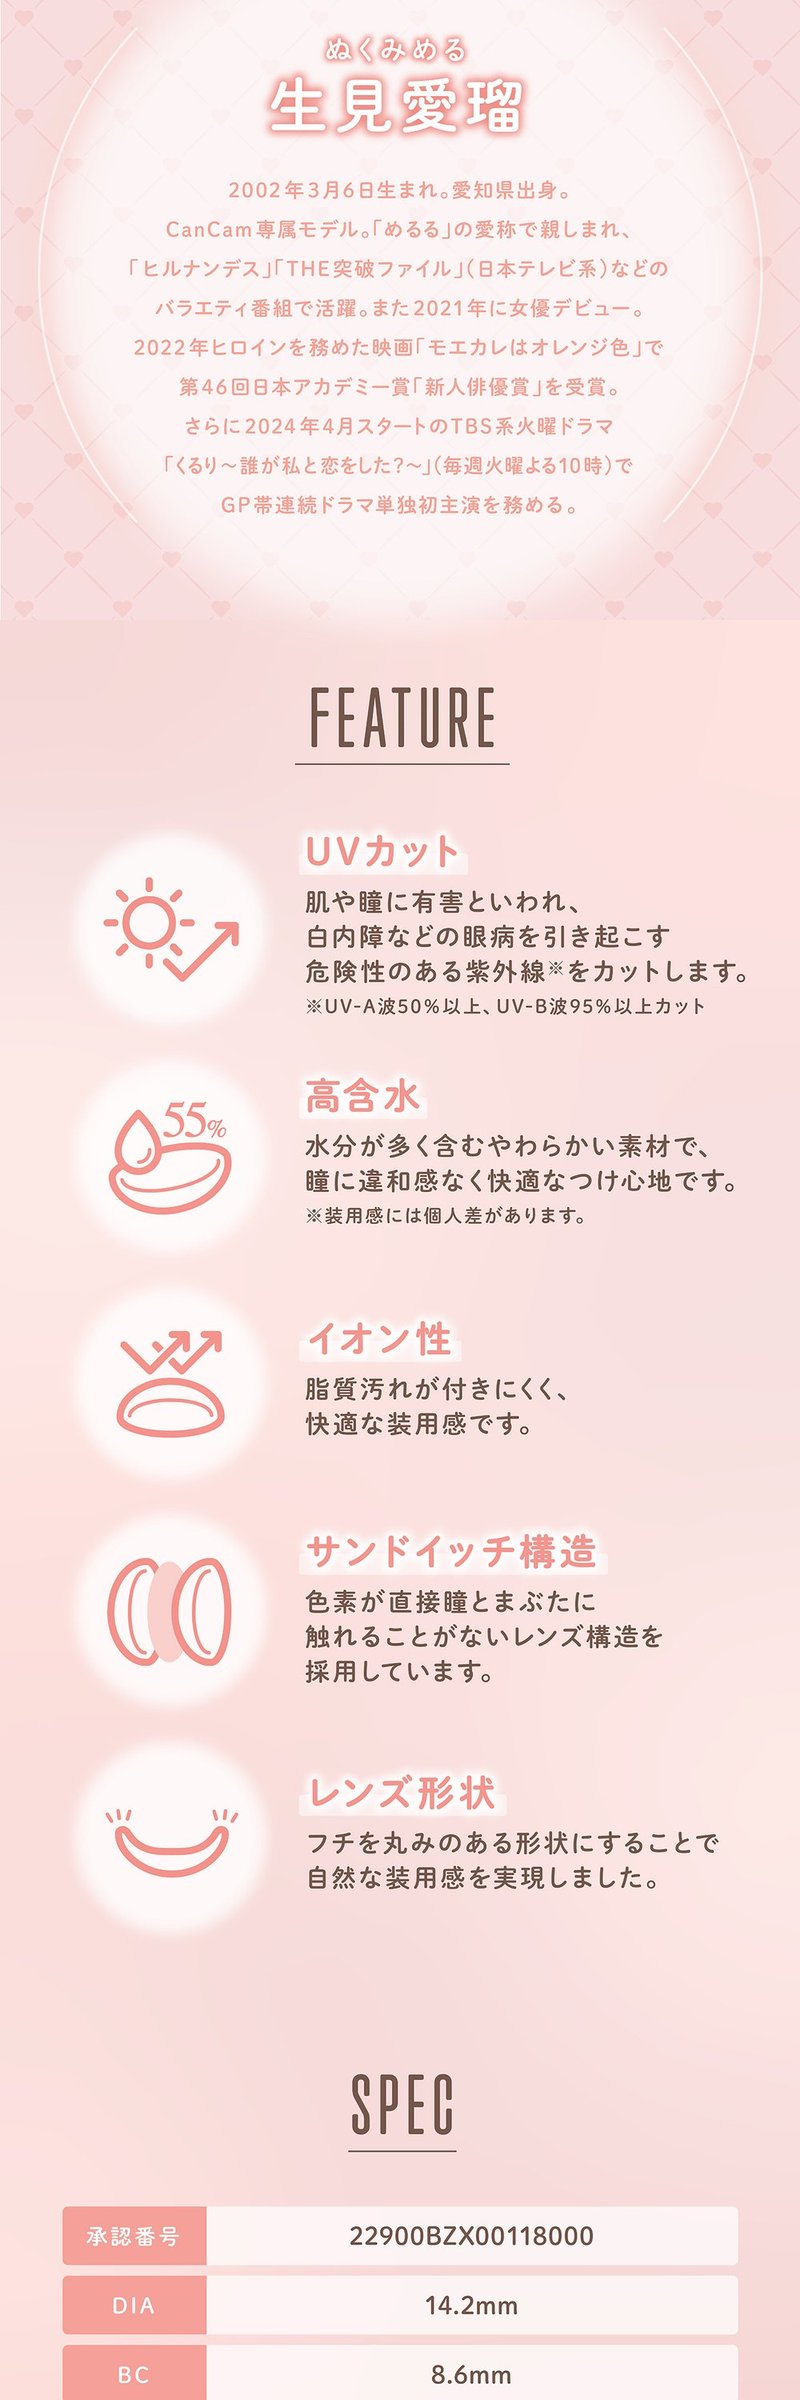 ぬくみめる
生見愛瑠
2002年3月6日生まれ。愛知県出身。
CanCam専属モデル。「めるる」の愛称で親しまれ、
「ヒルナンデス」「THE突破ファイル」(日本テレビ系)などの
バラエティ番組で活躍。また2021年に女優デビュー。
2022年ヒロインを務めた映画「モエカレはオレンジ色」で
第46回日本アカデミー賞「新人俳優賞」を受賞。
さらに2024年4月スタートのTBS系火曜ドラマ
「くるり〜誰が私と恋をした?〜」(毎週火曜よる10時)で
GP帯連続ドラマ単独初主演を務める。
FEATURE
UVカット
肌や瞳に有害といわれ、
白内障などの眼病を引き起こす
危険性のある紫外線※をカットします。
※UV-A波50%以上、UV-B波95%以上カット
55%
高含水
水分が多く含むやわらかい素材で、
瞳に違和感なく快適なつけ心地です。
※装用感には個人差があります。
イオン性
脂質汚れが付きにくく、
快適な装用感です。
サンドイッチ構造
色素が直接瞳とまぶたに
触れることがないレンズ構造を
採用しています。
レンズ形状
フチを丸みのある形状にすることで
自然な装用感を実現しました。
SPEC
承認番号 22900BZX00118000
DIA 14.2mm
BC 8.6mm